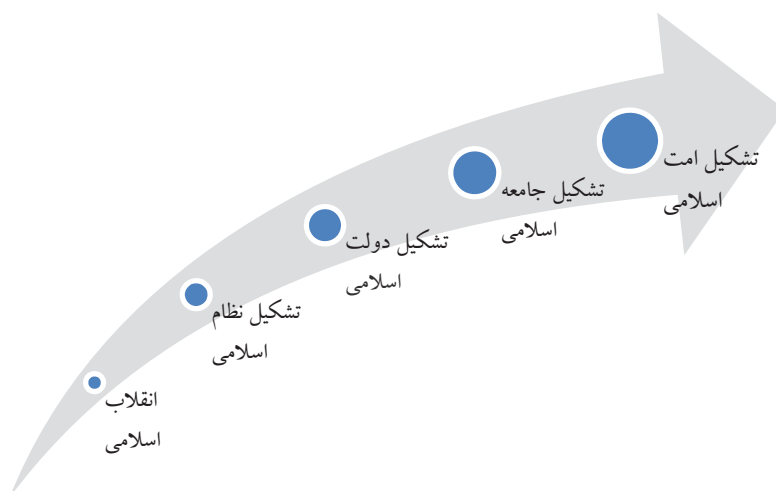 انقلاب
اسلامی
تشکیل نظام
اسلامی
تشکیل دولت
اسلامی
تشکیل جامعه
اسلامی
تشکیل امت
اسلامی